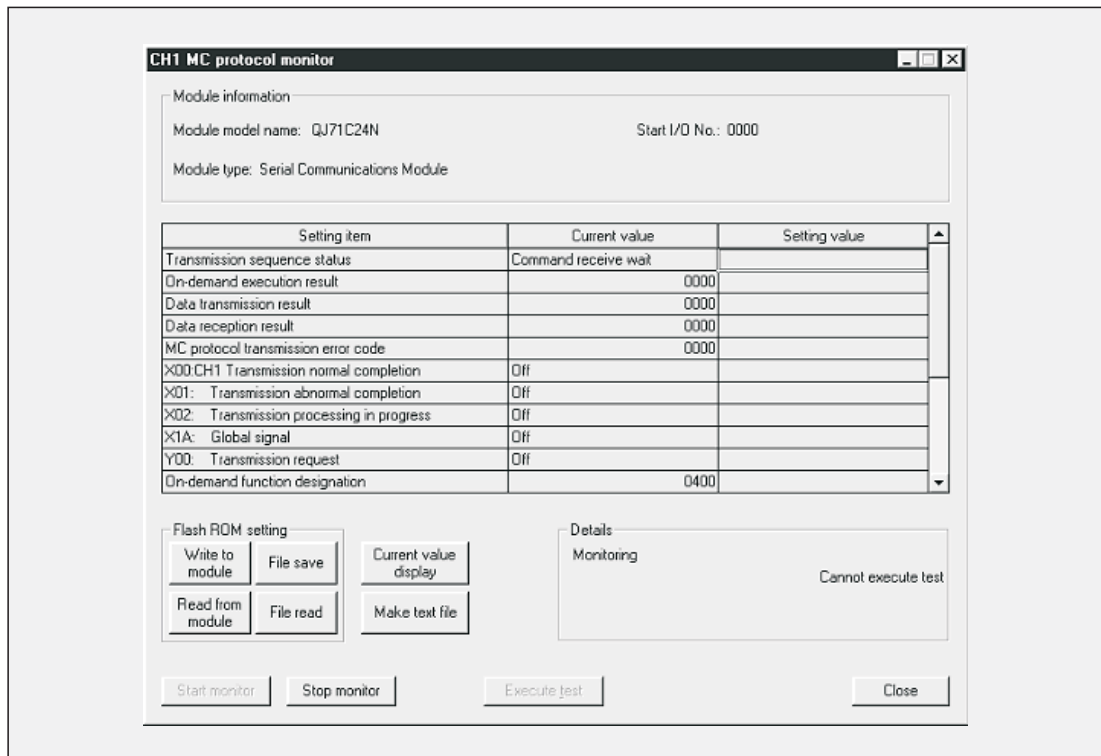 CH1 MC protocol monitor
Module information
Module model name: QJ71C24N Start I/O No.: 0000
Module type: Serial Communications Module
Setting item Current value Setting value
Transmission sequence status Command receive wait
On-demand execution result 0000
Data transmission result 0000
Data reception result 0000
MC protocol transmission error code 0000
X00:CH1 Transmission normal completion Off
X01: Transmission abnormal completion Off
X02: Transmission processing in progress Off
X1A: Global signal Off
Y00: Transmission request Off
On-demand function designation 0400
Flash ROM setting
Write to module
File save
Current value display
Read from module
File read
Make text file
Details
Monitoring
Cannot execute test
Start monitor Stop monitor Execute test Close